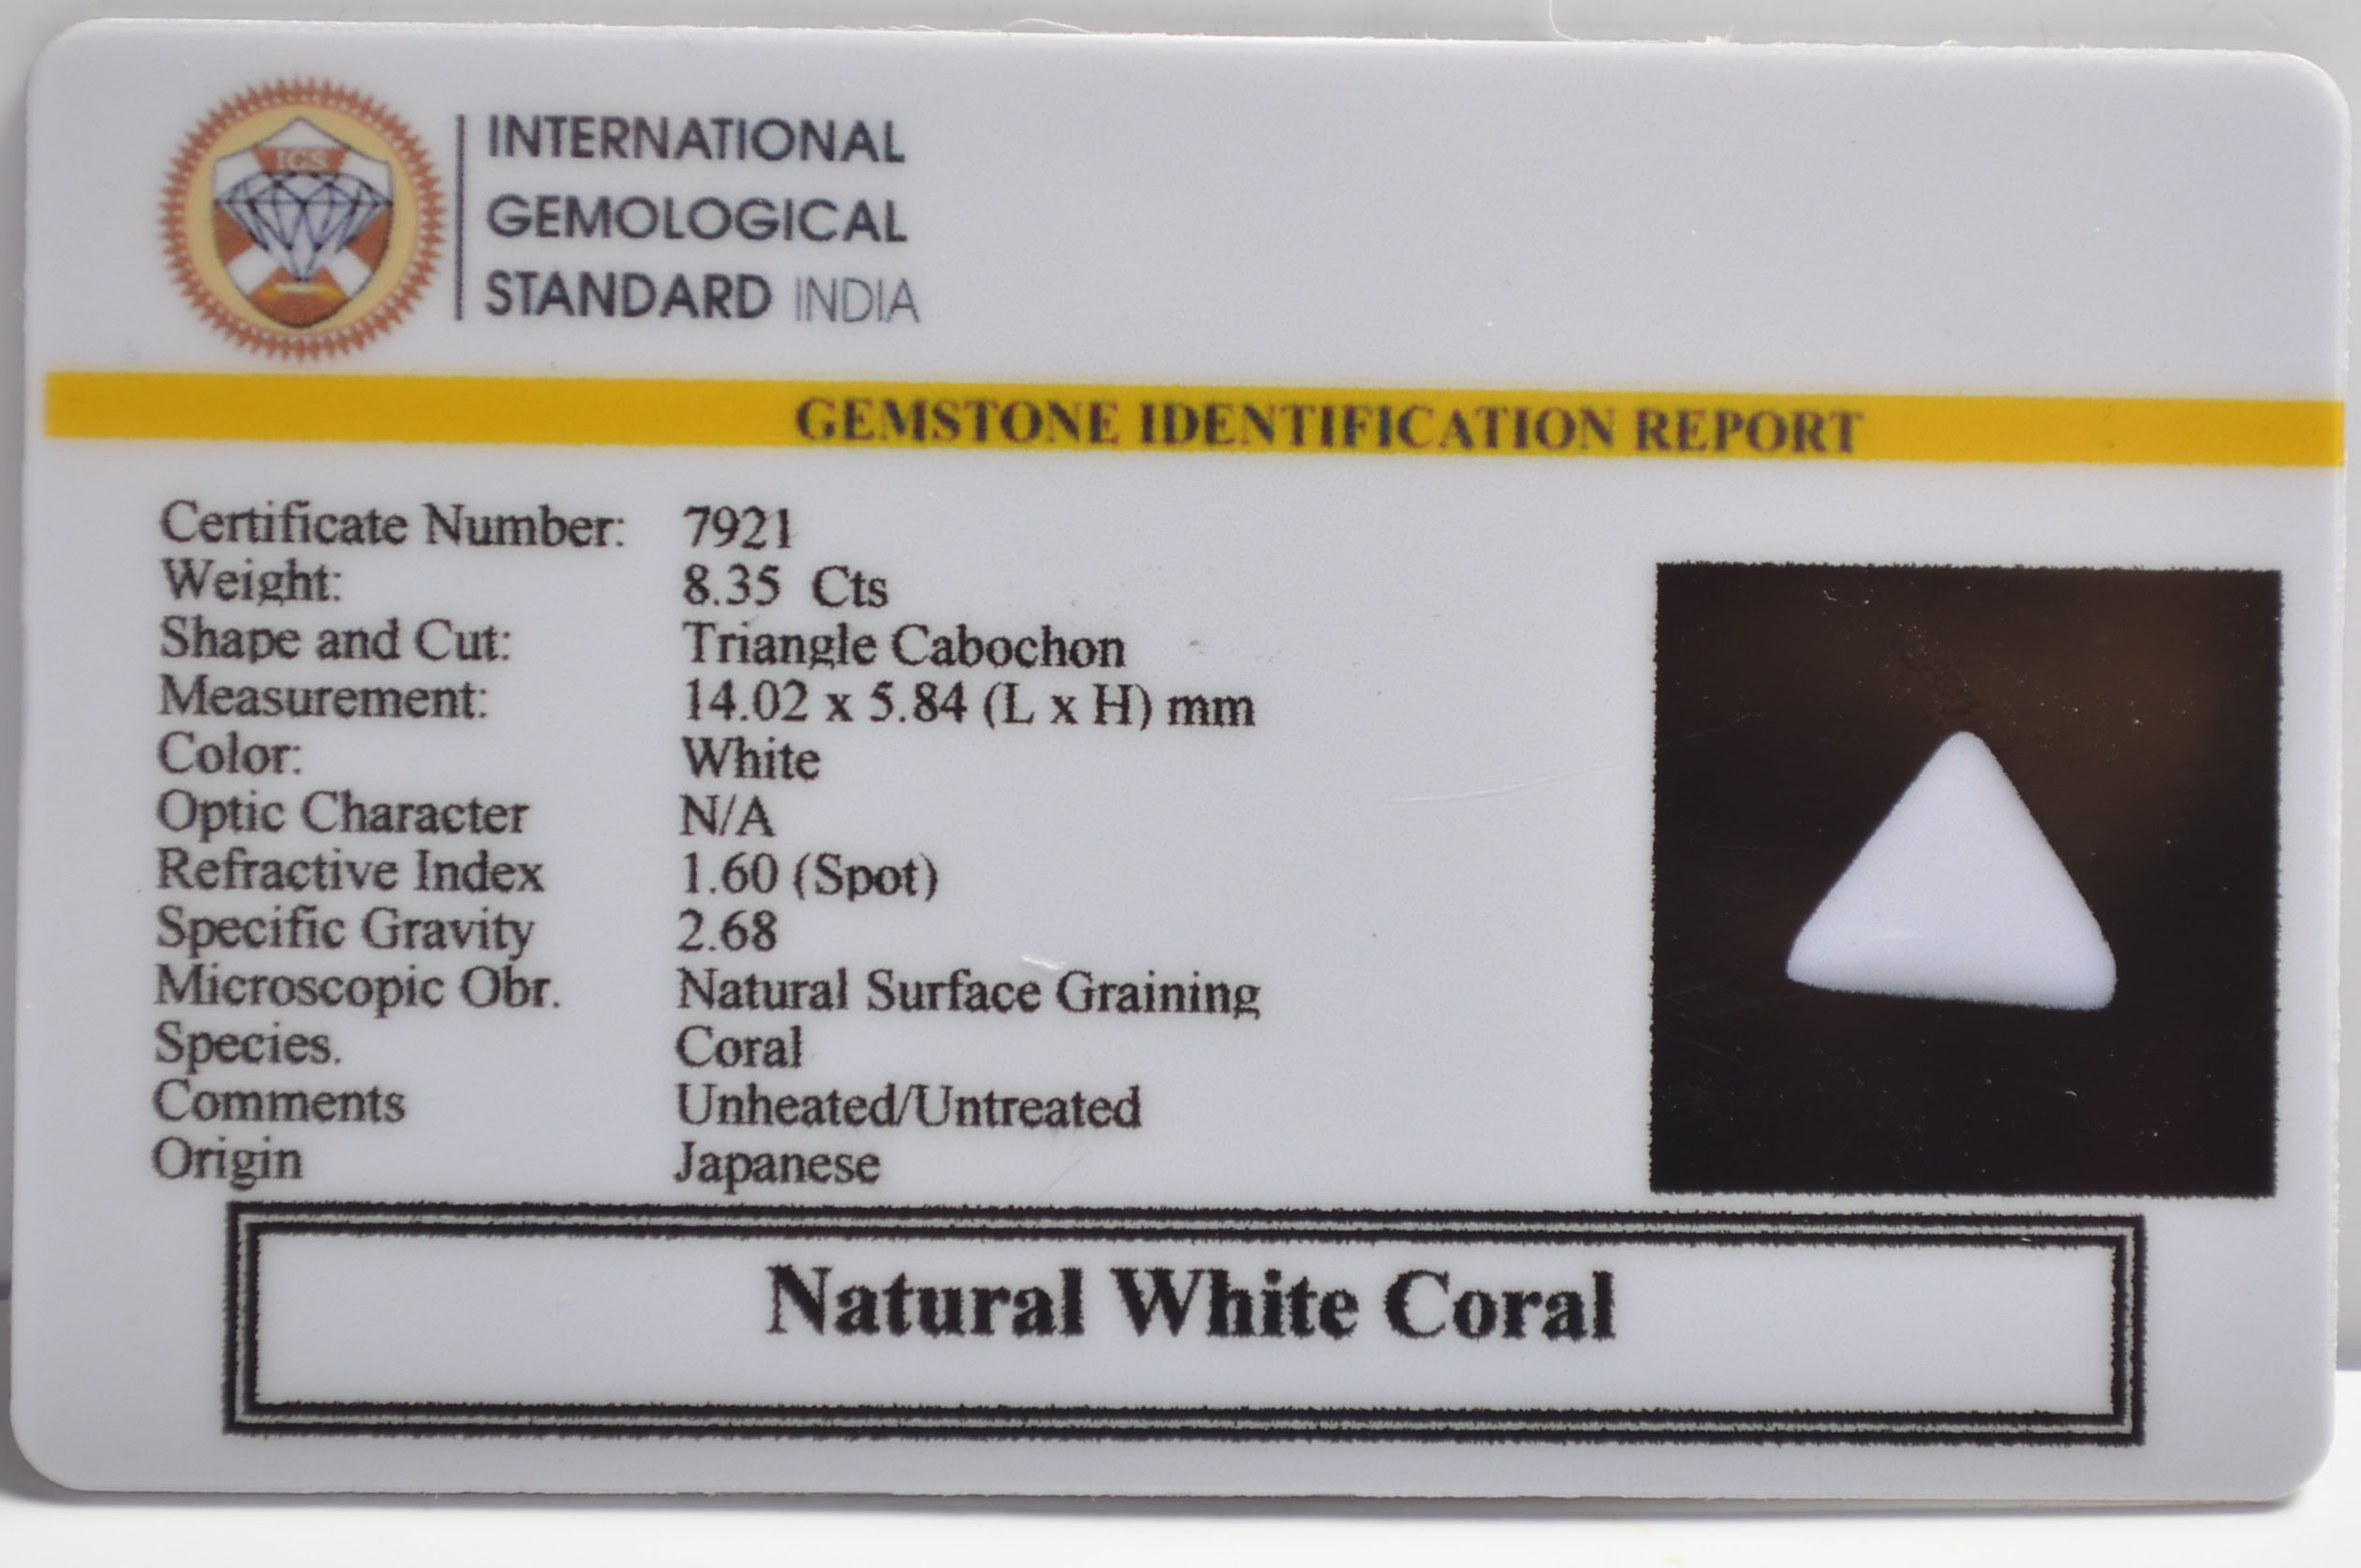 IGS
INTERNATIONAL
GEMOLOGICAL
STANDARD INDIA
GEMSTONE IDENTIFICATION REPORT
Certificate Number: 7921
Weight: 8.35 Cts
Shape and Cut: Triangle Cabochon
Measurement: 14.02 x 5.84 (L x H) mm
Color: White
Optic Character N/A
Refractive Index 1.60 (Spot)
Specific Gravity 2.68
Microscopic Obr. Natural Surface Graining
Species. Coral
Comments Unheated/Untreated
Origin Japanese
Natural White Coral